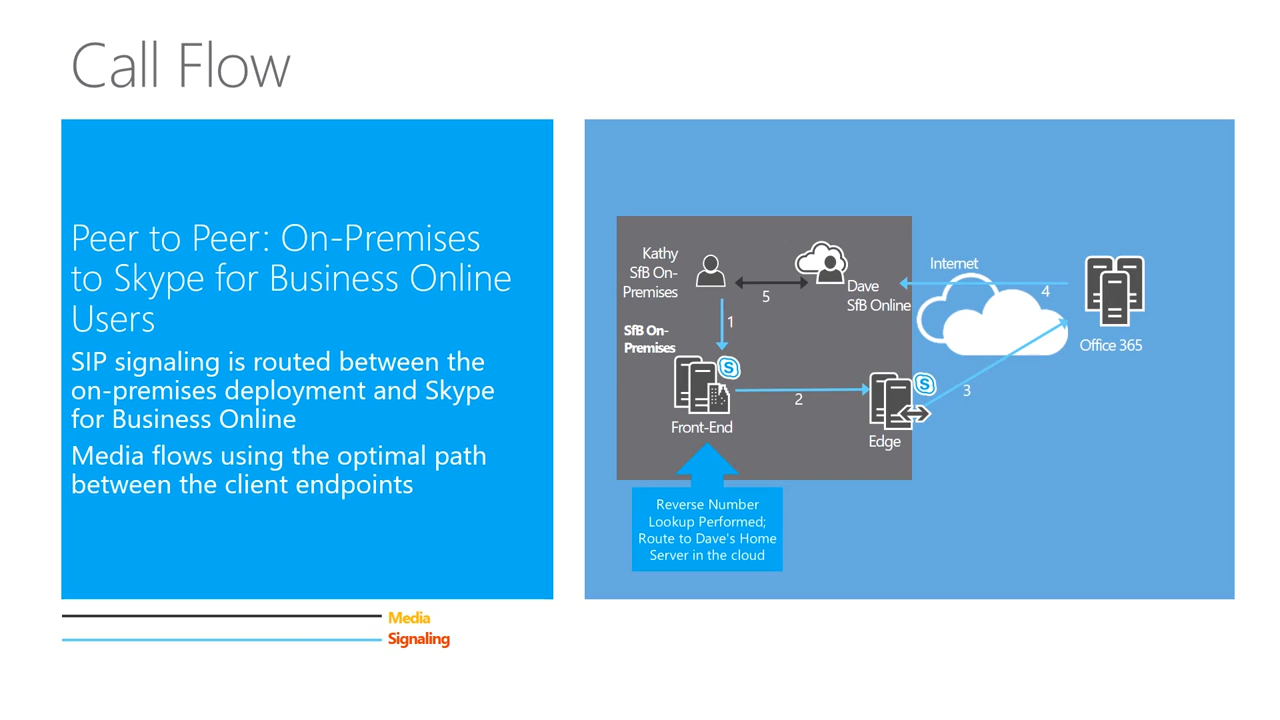 Call Flow
Peer to Peer: On-Premises
to Skype for Business Online
Users
SIP signaling is routed between the
on-premises deployment and Skype
for Business Online
Media flows using the optimal path
between the client endpoints
Kathy
SfB On-
Premises
5
Dave
SfB Online
Internet
4
Office 365
1
SfB On-
Premises
S
Front-End
2
S
Edge
3
Reverse Number
Lookup Performed;
Route to Dave's Home
Server in the cloud
Media
Signaling